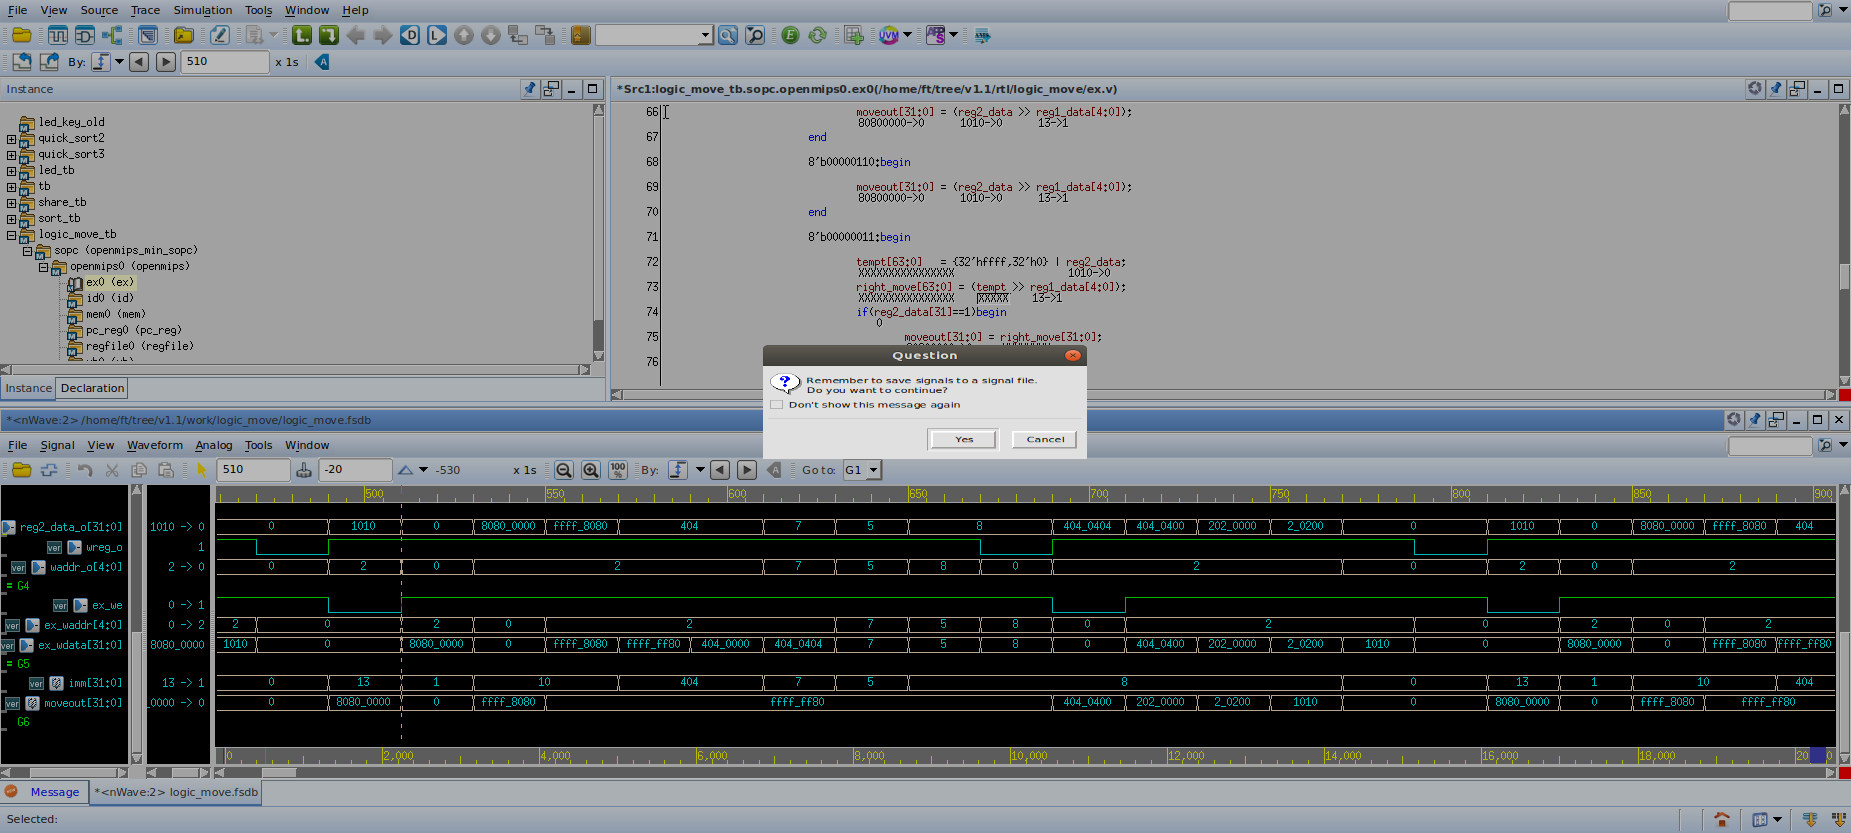 File View Source Trace Simulation Tools Window Help
By: 510 x 1s
Instance
led_key_old
quick_sort2
quick_sort3
led_tb
tb
share_tb
sort_tb
logic_move_tb
sopc (openmips_min_sopc)
openmips0 (openmips)
ex0 (ex)
id0 (id)
mem0 (mem)
pc_reg0 (pc_reg)
regfile0 (regfile)
Instance Declaration
*Src1:logic_move_tb.sopc.openmips0.ex0(/home/ft/tree/v1.1/rtl/logic_move/ex.v)
66 moveout[31:0] = (reg2_data >> reg1_data[4:0]);
80800000->0 1010->0 13->1
67 end
68 8'b00000110:begin
69 moveout[31:0] = (reg2_data >> reg1_data[4:0]);
80800000->0 1010->0 13->1
70 end
71 8'b00000011:begin
72 tempt[63:0] = {32'hffff,32'h0} | reg2_data;
XXXXXXXXXXXXXXXX 1010->0
73 right_move[63:0] = (tempt >> reg1_data[4:0]);
XXXXXXXXXXXXXXXX XXXXX 13->1
74 if(reg2_data[31]==1)begin
0
75 moveout[31:0] = right_move[31:0];
76
Question
Remember to save signals to a signal file.
Do you want to continue?
Don't show this message again
Yes Cancel
*<nWave:2> /home/ft/tree/v1.1/work/logic_move/logic_move.fsdb
File Signal View Waveform Analog Tools Window
510 -20 -530 x 1s 100 % By: Go to: G1
500 550 600 650 700 750 800 850 900
reg2_data_o[31:0] 1010 -> 0 0 1010 0 8080_0000 ffff_8080 404 7 5 8 404_0404 404_0400 202_0000 2_0200 0 1010 0 8080_0000 ffff_8080 404
ver wreg_o 1
ver waddr_o[4:0] 2 -> 0 0 2 0 2 7 5 8 0 2 0 2 0 2
= G4
ver ex_we 0 -> 1
ver ex_waddr[4:0] 0 -> 2 2 0 2 0 2 7 5 8 0 2 0 2 0 2
ver ex_wdata[31:0] 8080_0000 1010 0 8080_0000 0 ffff_8080 ffff_ff80 404_0000 404_0404 7 5 8 0 404_0400 202_0000 2_0200 1010 0 8080_0000 0 ffff_8080 ffff_ff80
= G5
ver imm[31:0] 13 -> 1 0 13 1 10 404 7 5 8 0 13 1 10 404
ver moveout[31:0] _0000 -> 0 0 8080_0000 0 ffff_8080 ffff_ff80 404_0400 202_0000 2_0200 1010 0 8080_0000 0 ffff_8080 ffff_ff80
G6
0 2,000 4,000 6,000 8,000 10,000 12,000 14,000 16,000 18,000 20 0
Message *<nWave:2> logic_move.fsdb
Selected: